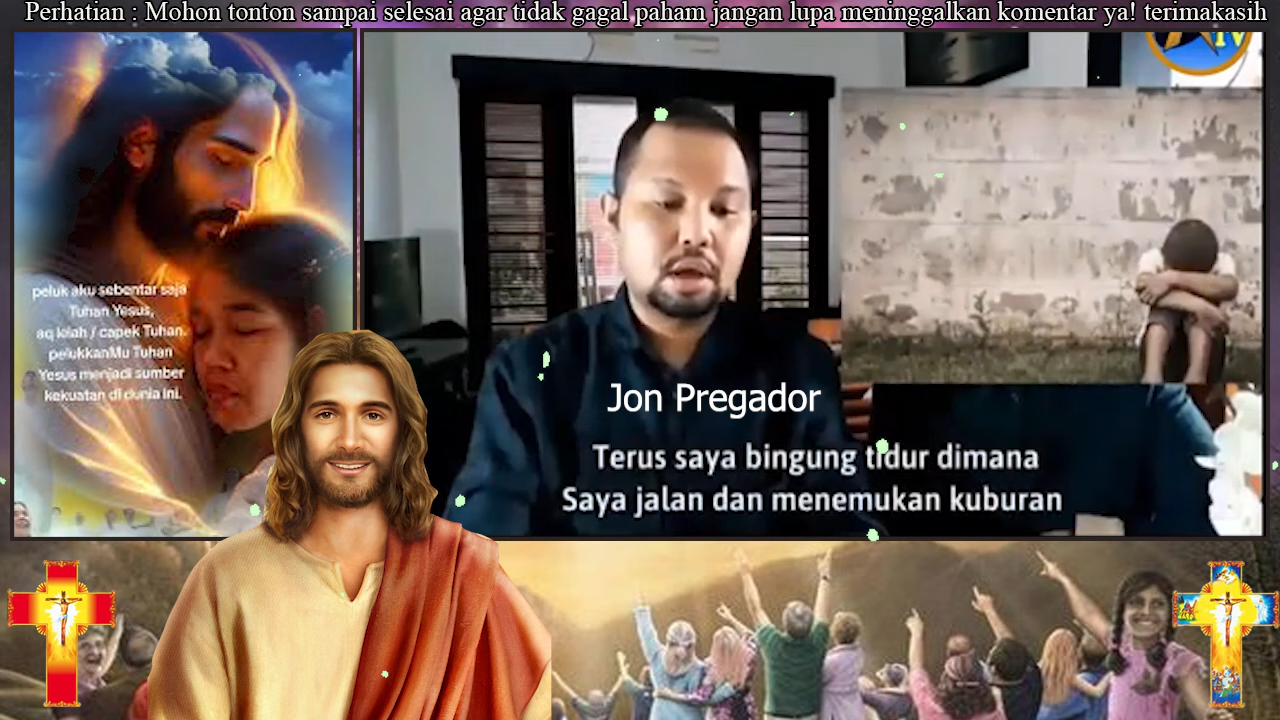 Perhatian : Mohon tonton sampai selesai agar tidak gagal paham jangan lupa meninggalkan komentar ya! terimakasih
peluk aku sebentar saja
Tuhan Yesus,
aq lelah / capek Tuhan.
pelukkanMu Tuhan
Yesus menjadi sumber
kekuatan di dunia ini.
Jon Pregador
Terus saya bingung tidur dimana
Saya jalan dan menemukan kuburan